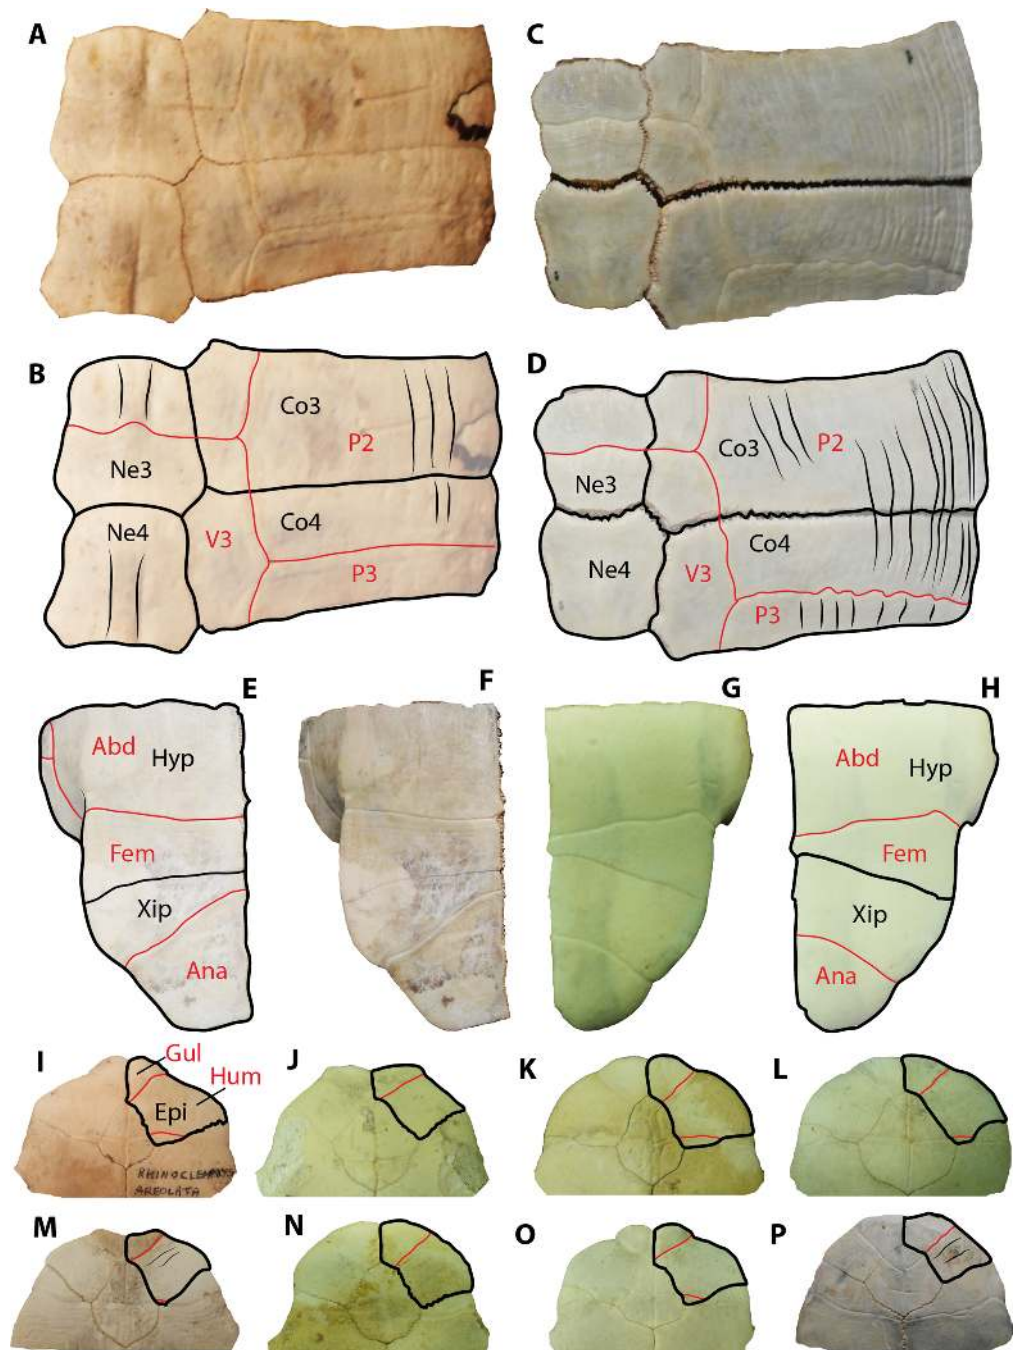 A
C
B
Co3
P2
Ne3
Ne4
V3
Co4
P3
D
Co3
P2
Ne3
Co4
Ne4
V3
P3
E
F
G
H
Abd
Hyp
Fem
Xip
Ana
Abd
Hyp
Fem
Xip
Ana
I
Gul
Hum
Epi
RHINOCLEMMYS
AREOLATA
J
K
L
M
N
O
P